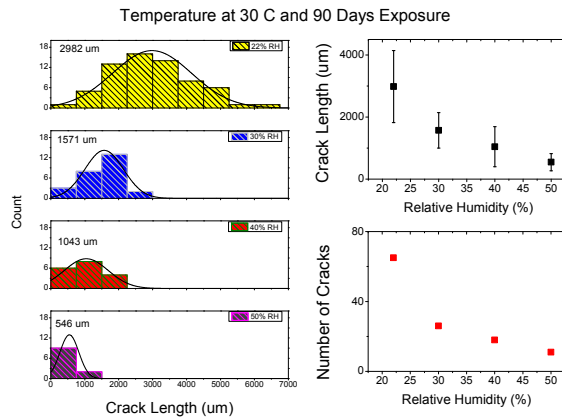 Temperature at 30 C and 90 Days Exposure
18
12
6
0
2982 um
22% RH
18
12
6
0
1571 um
30% RH
18
12
6
0
1043 um
40% RH
18
12
6
0
546 um
50% RH
0 1000 2000 3000 4000 5000 6000 7000
Count
Crack Length (um)
4000
2000
0
20 25 30 35 40 45 50
Crack Length (um)
Relative Humidity (%)
80
40
0
20 25 30 35 40 45 50
Number of Cracks
Relative Humidity (%)